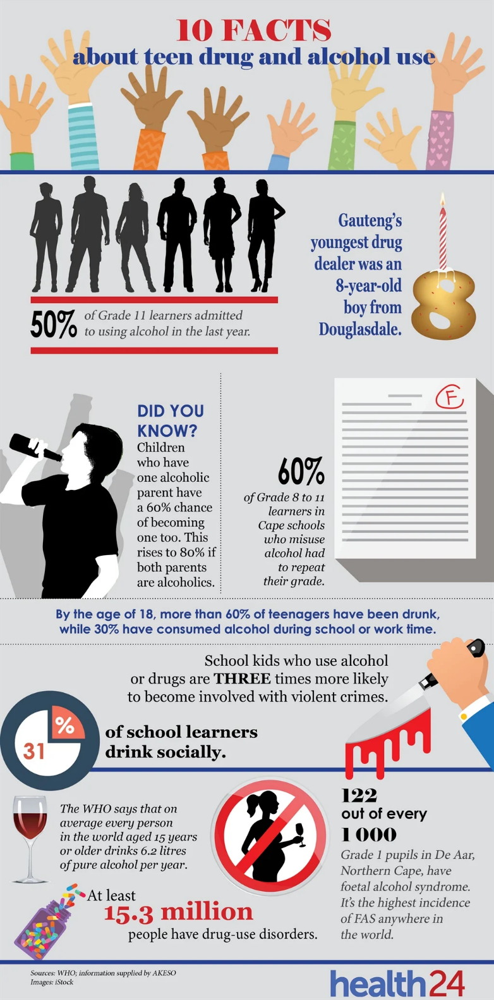 10 FACTS
about teen drug and alcohol use
50%
of Grade 11 learners admitted
to using alcohol in the last year.
Gauteng's
youngest drug
dealer was an
8-year-old
boy from
Douglasdale.
8
DID YOU
KNOW?
Children
who have
one alcoholic
parent have
a 60% chance
of becoming
one too. This
rises to 80% if
both parents
are alcoholics.
F
60%
of Grade 8 to 11
learners in
Cape schools
who misuse
alcohol had
to repeat
their grade.
By the age of 18, more than 60% of teenagers have been drunk,
while 30% have consumed alcohol during school or work time.
School kids who use alcohol
or drugs are THREE times more likely
to become involved with violent crimes.
31 %
of school learners
drink socially.
The WHO says that on
average every person
in the world aged 15 years
or older drinks 6.2 litres
of pure alcohol per year.
122
out of every
1 000
Grade 1 pupils in De Aar,
Northern Cape, have
foetal alcohol syndrome.
It's the highest incidence
of FAS anywhere in
the world.
At least
15.3 million
people have drug-use disorders.
Sources: WHO; information supplied by AKESO
Images: iStock
health24